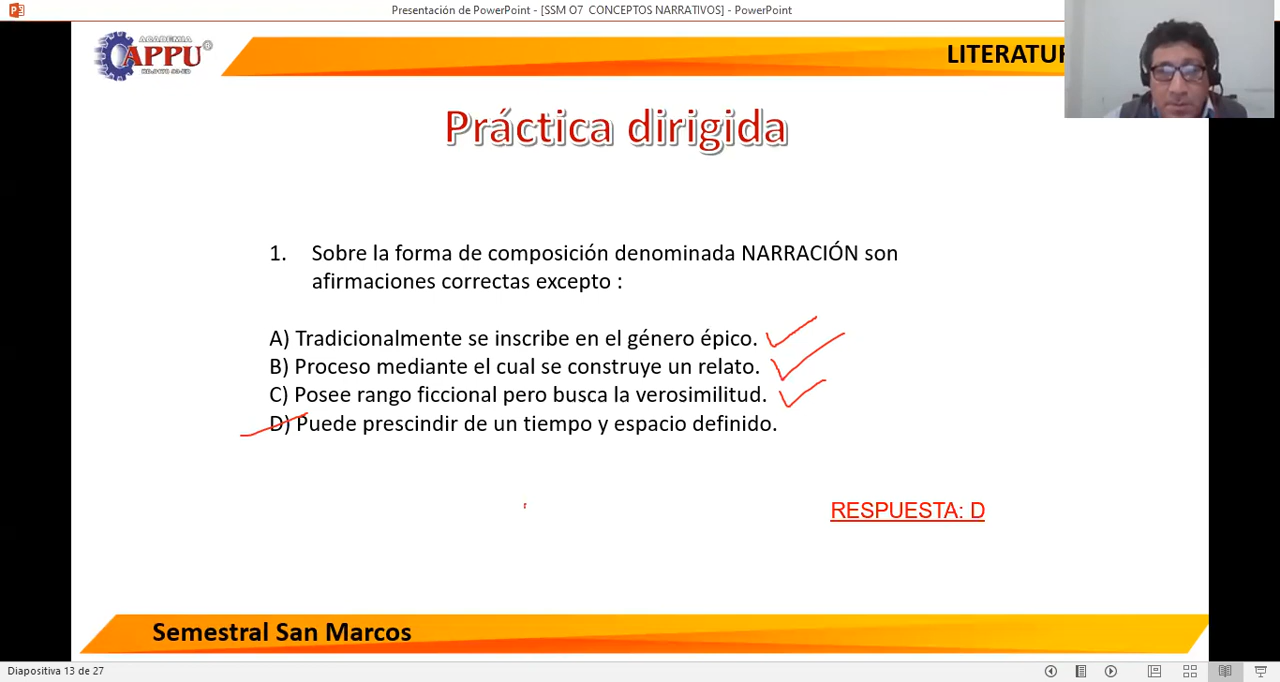 Presentación de PowerPoint - [SSM 07 CONCEPTOS NARRATIVOS] - PowerPoint
ACADEMIA
CAPPU
LITERATUR
Práctica dirigida
1. Sobre la forma de composición denominada NARRACIÓN son
afirmaciones correctas excepto :
A) Tradicionalmente se inscribe en el género épico.
B) Proceso mediante el cual se construye un relato.
C) Posee rango ficcional pero busca la verosimilitud.
D) Puede prescindir de un tiempo y espacio definido.
RESPUESTA: D
Semestral San Marcos
Diapositiva 13 de 27